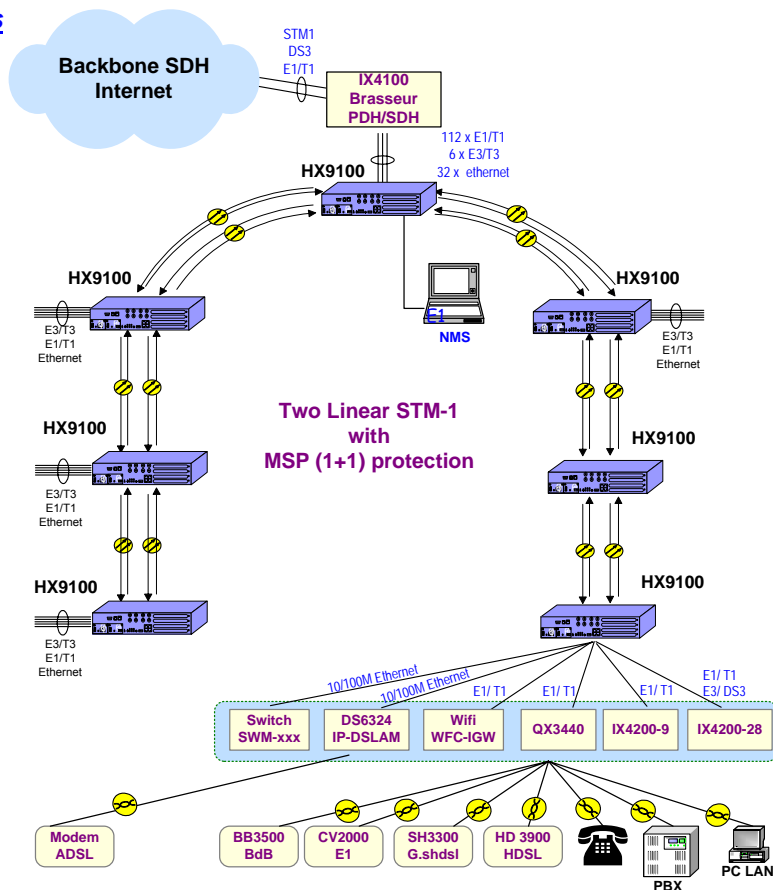 s
STM1
DS3
E1/T1
Backbone SDH
Internet
IX4100
Brasseur
PDH/SDH
112 x E1/T1
6 x E3/T3
32 x ethernet
HX9100
HX9100
HX9100
E3/T3
E1/T1
Ethernet
E1
NMS
E3/T3
E1/T1
Ethernet
Two Linear STM-1
with
MSP (1+1) protection
HX9100
HX9100
E3/T3
E1/T1
Ethernet
HX9100
HX9100
E3/T3
E1/T1
Ethernet
10/100M Ethernet
10/100M Ethernet
E1/ T1
E1/ T1
E1/ T1
E1/ T1
E3/ DS3
Switch
SWM-xxx
DS6324
IP-DSLAM
Wifi
WFC-IGW
QX3440
IX4200-9
IX4200-28
Modem
ADSL
BB3500
BdB
CV2000
E1
SH3300
G.shdsl
HD 3900
HDSL
PBX
PC LAN